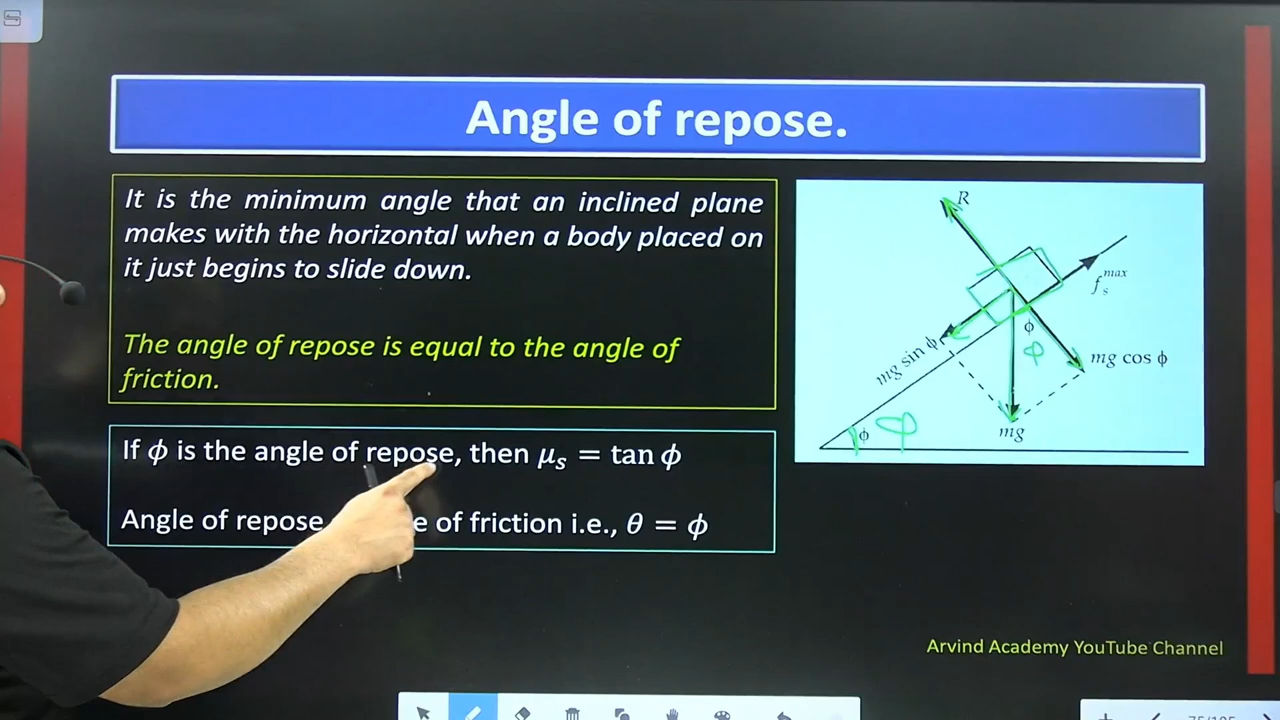 Angle of repose.
It is the minimum angle that an inclined plane
makes with the horizontal when a body placed on
it just begins to slide down.
The angle of repose is equal to the angle of
friction.
If ϕ is the angle of repose, then μₛ = tan ϕ
Angle of repose of friction i.e., θ = ϕ
R
fₛᵐᵃˣ
ϕ
ϕ
mg sin ϕ
mg cos ϕ
ϕ
ϕ
mg
Arvind Academy YouTube Channel